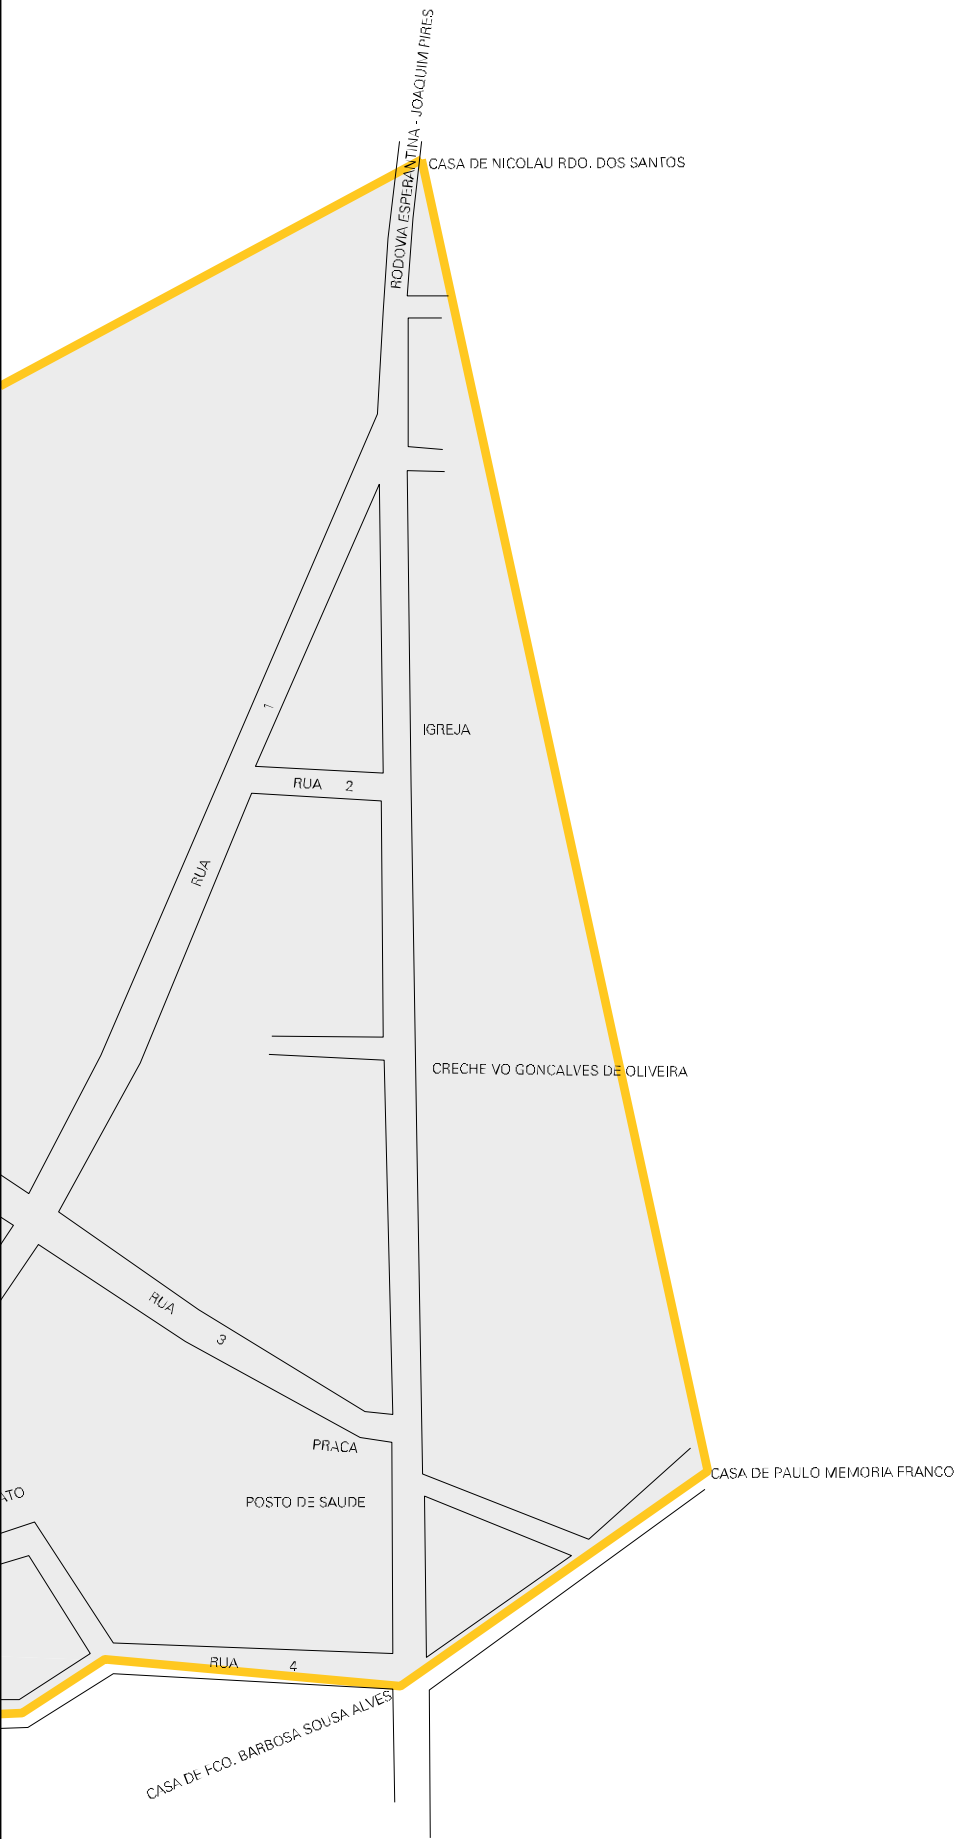 RODOVIA ESPERANTINA - JOAQUIM PIRES
CASA DE NICOLAU RDO. DOS SANTOS
RUA 1
IGREJA
RUA 2
CRECHE VO GONCALVES DE OLIVEIRA
RUA 3
PRACA
CASA DE PAULO MEMORIA FRANCO
ATO
POSTO DE SAUDE
RUA 4
CASA DE FCO. BARBOSA SOUSA ALVES